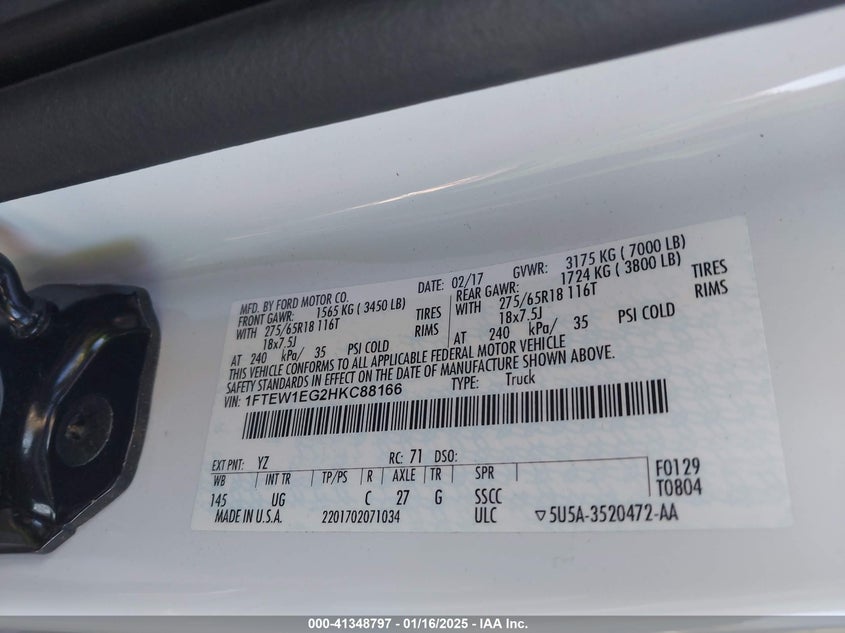 MFD. BY FORD MOTOR CO. DATE: 02/17 GVWR: 3175 KG ( 7000 LB)
FRONT GAWR: 1565 KG ( 3450 LB) REAR GAWR: 1724 KG ( 3800 LB)
WITH 275/65R18 116T TIRES WITH 275/65R18 116T TIRES
18x7.5J RIMS 18x7.5J RIMS
AT 240 kPa/ 35 PSI COLD AT 240 kPa/ 35 PSI COLD
THIS VEHICLE CONFORMS TO ALL APPLICABLE FEDERAL MOTOR VEHICLE
SAFETY STANDARDS IN EFFECT ON THE DATE OF MANUFACTURE SHOWN ABOVE.
VIN: 1FTEW1EG2HKC88166 TYPE: Truck
EXT PNT: YZ RC: 71 DSO:
WB INT TR TP/PS R AXLE TR SPR F0129
145 UG C 27 G SSCC T0804
MADE IN U.S.A. 2201702071034 ULC ▽5U5A-3520472-AA
000-41348797 - 01/16/2025 - IAA Inc.